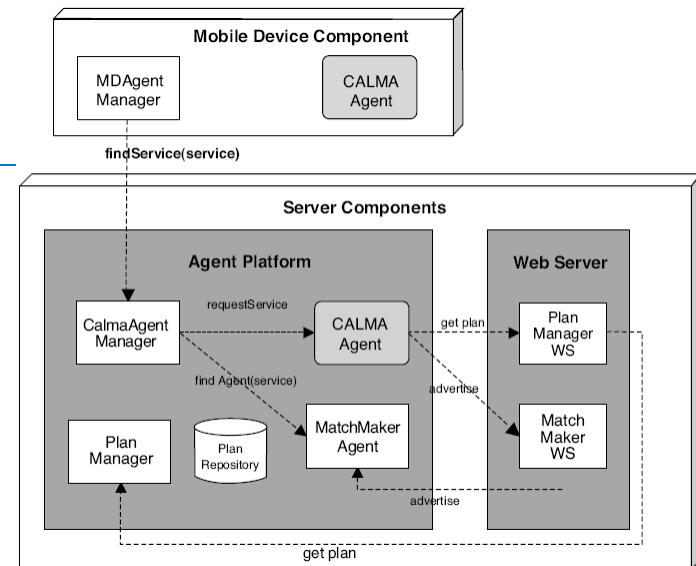 Mobile Device Component
MDAgent
Manager
CALMA
Agent
findService(service)
Server Components
Agent Platform
Web Server
requestService
CalmaAgent
Manager
CALMA
Agent
get plan
Plan
Manager
WS
find Agent(service)
advertise
Plan
Manager
Plan
Repository
MatchMaker
Agent
Match
Maker
WS
advertise
get plan